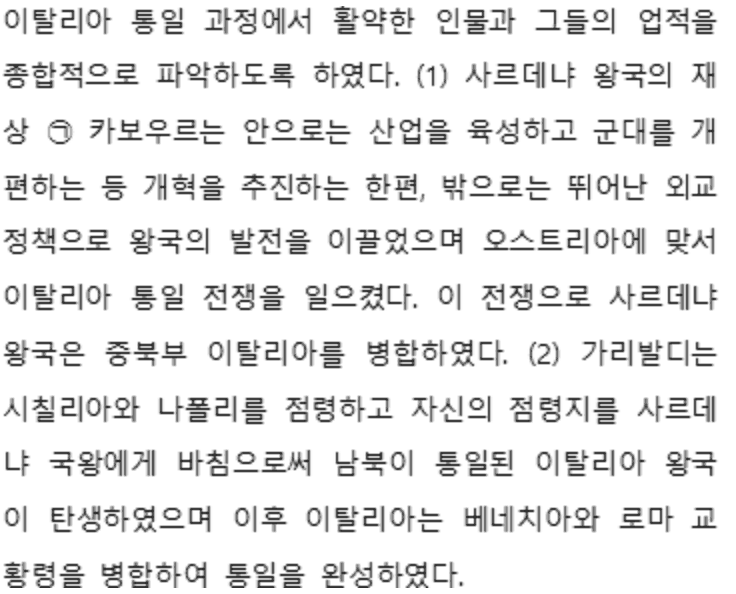 이탈리아 통일 과정에서 활약한 인물과 그들의 업적을
종합적으로 파악하도록 하였다. (1) 사르데냐 왕국의 재
상 ㉠ 카보우르는 안으로는 산업을 육성하고 군대를 개
편하는 등 개혁을 추진하는 한편, 밖으로는 뛰어난 외교
정책으로 왕국의 발전을 이끌었으며 오스트리아에 맞서
이탈리아 통일 전쟁을 일으켰다. 이 전쟁으로 사르데냐
왕국은 중북부 이탈리아를 병합하였다. (2) 가리발디는
시칠리아와 나폴리를 점령하고 자신의 점령지를 사르데
냐 국왕에게 바침으로써 남북이 통일된 이탈리아 왕국
이 탄생하였으며 이후 이탈리아는 베네치아와 로마 교
황령을 병합하여 통일을 완성하였다.